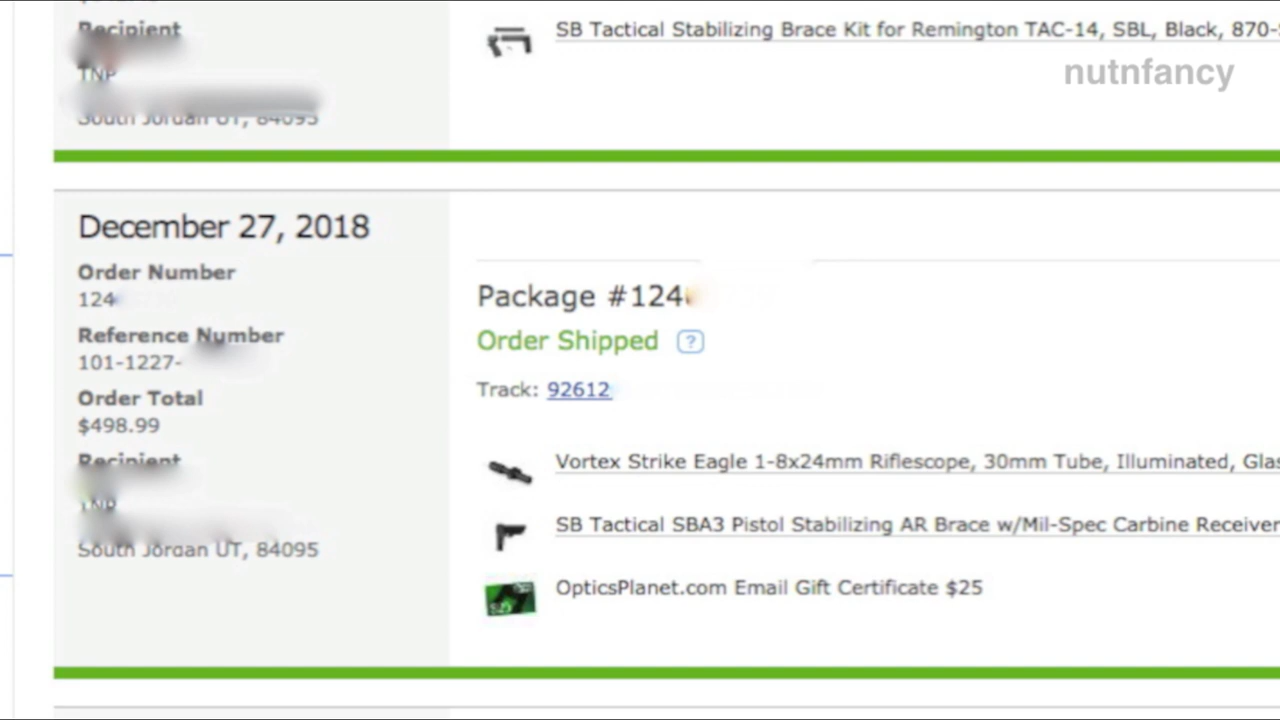 Recipient
SB Tactical Stabilizing Brace Kit for Remington TAC-14, SBL, Black, 870-
nutnfancy
TNP
South Jordan UT, 84095
December 27, 2018
Order Number
124
Reference Number
101-1227-
Order Total
$498.99
Recipient
TNP
South Jordan UT, 84095
Package #124
Order Shipped ?
Track: 92612
Vortex Strike Eagle 1-8x24mm Riflescope, 30mm Tube, Illuminated, Glas
SB Tactical SBA3 Pistol Stabilizing AR Brace w/Mil-Spec Carbine Receiver
OpticsPlanet.com Email Gift Certificate $25